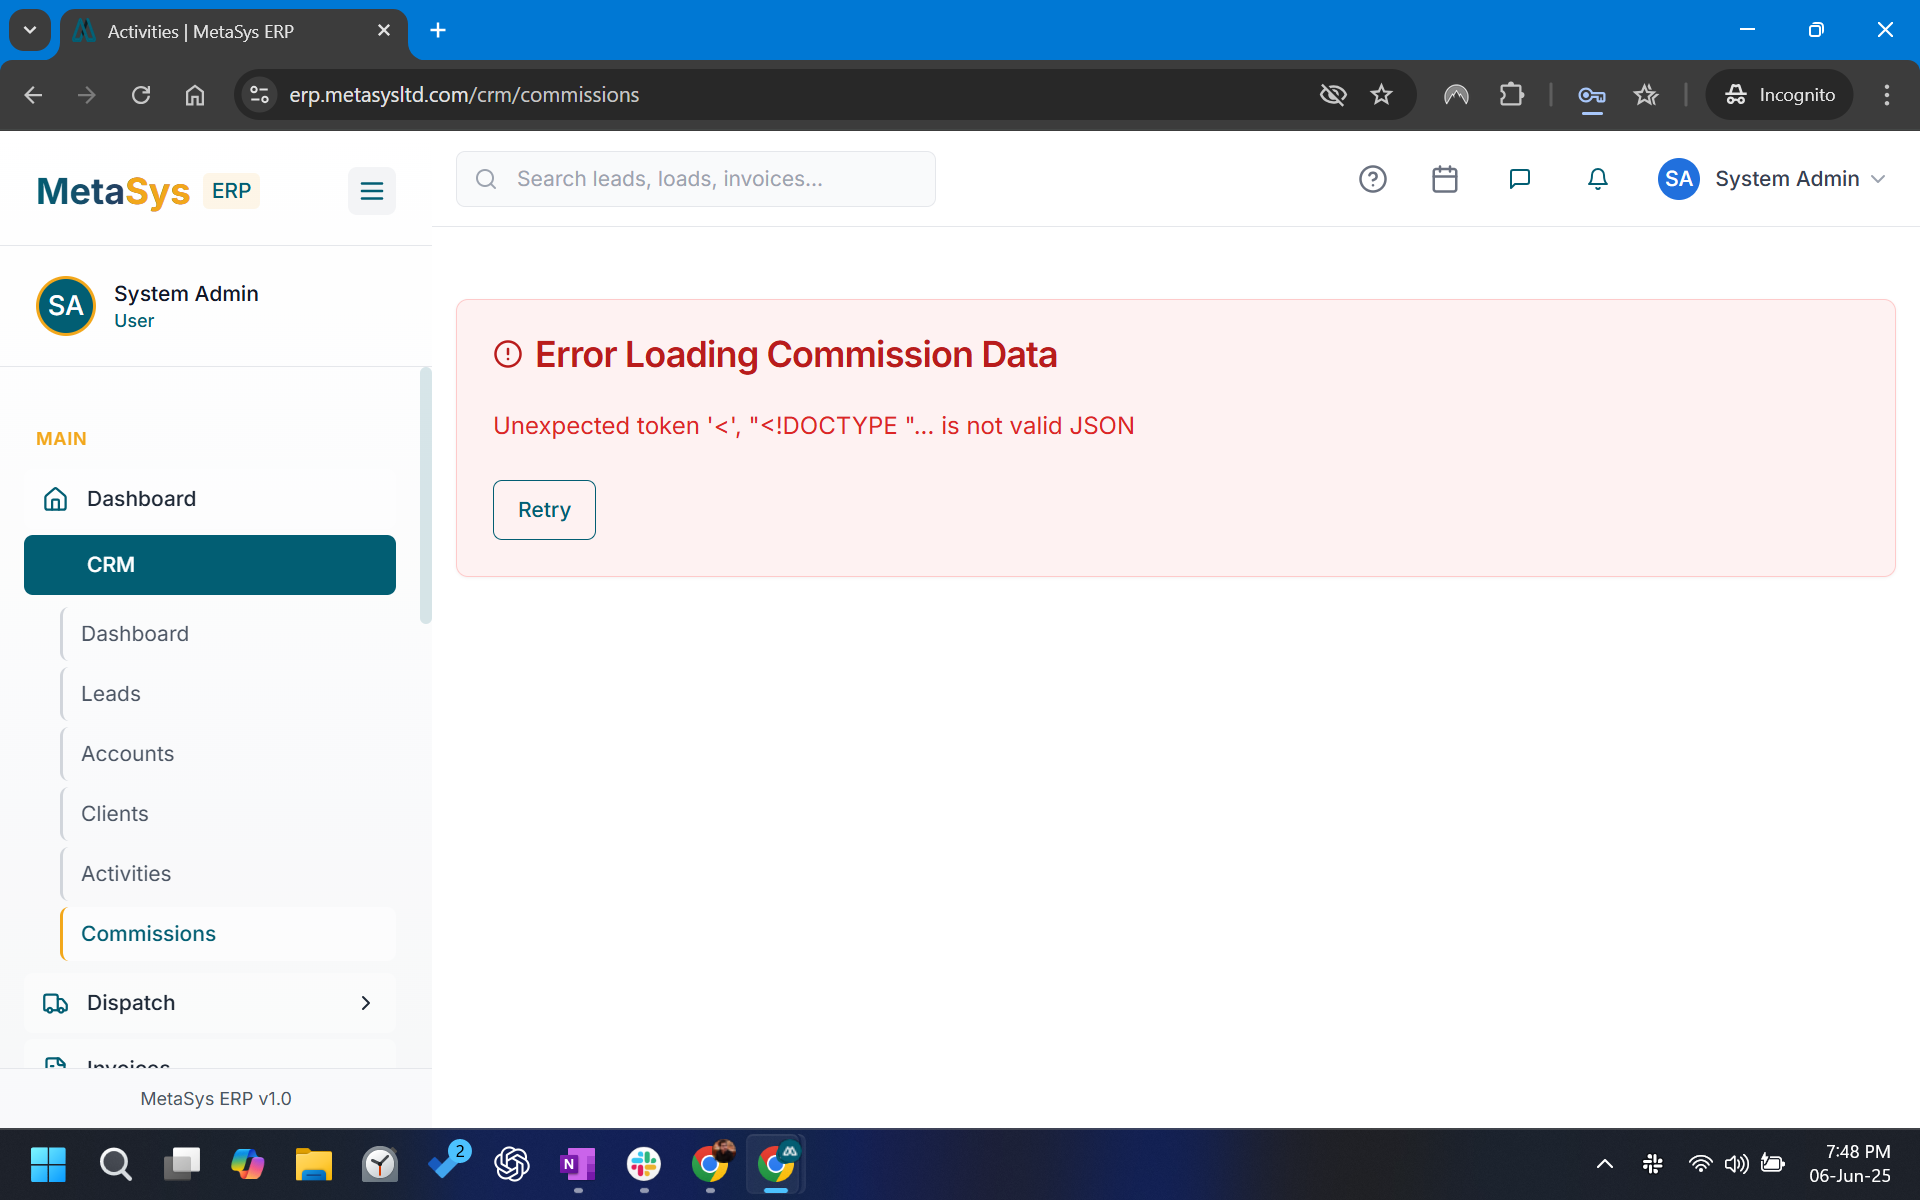 Activities | MetaSys ERP
erp.metasysltd.com/crm/commissions
Incognito
MetaSys ERP
Search leads, loads, invoices...
SA System Admin
SA
System Admin
User
MAIN
Dashboard
CRM
Dashboard
Leads
Accounts
Clients
Activities
Commissions
Dispatch
Invoices
MetaSys ERP v1.0
Error Loading Commission Data
Unexpected token '<', "<!DOCTYPE "... is not valid JSON
Retry
2
N
7:48 PM
06-Jun-25